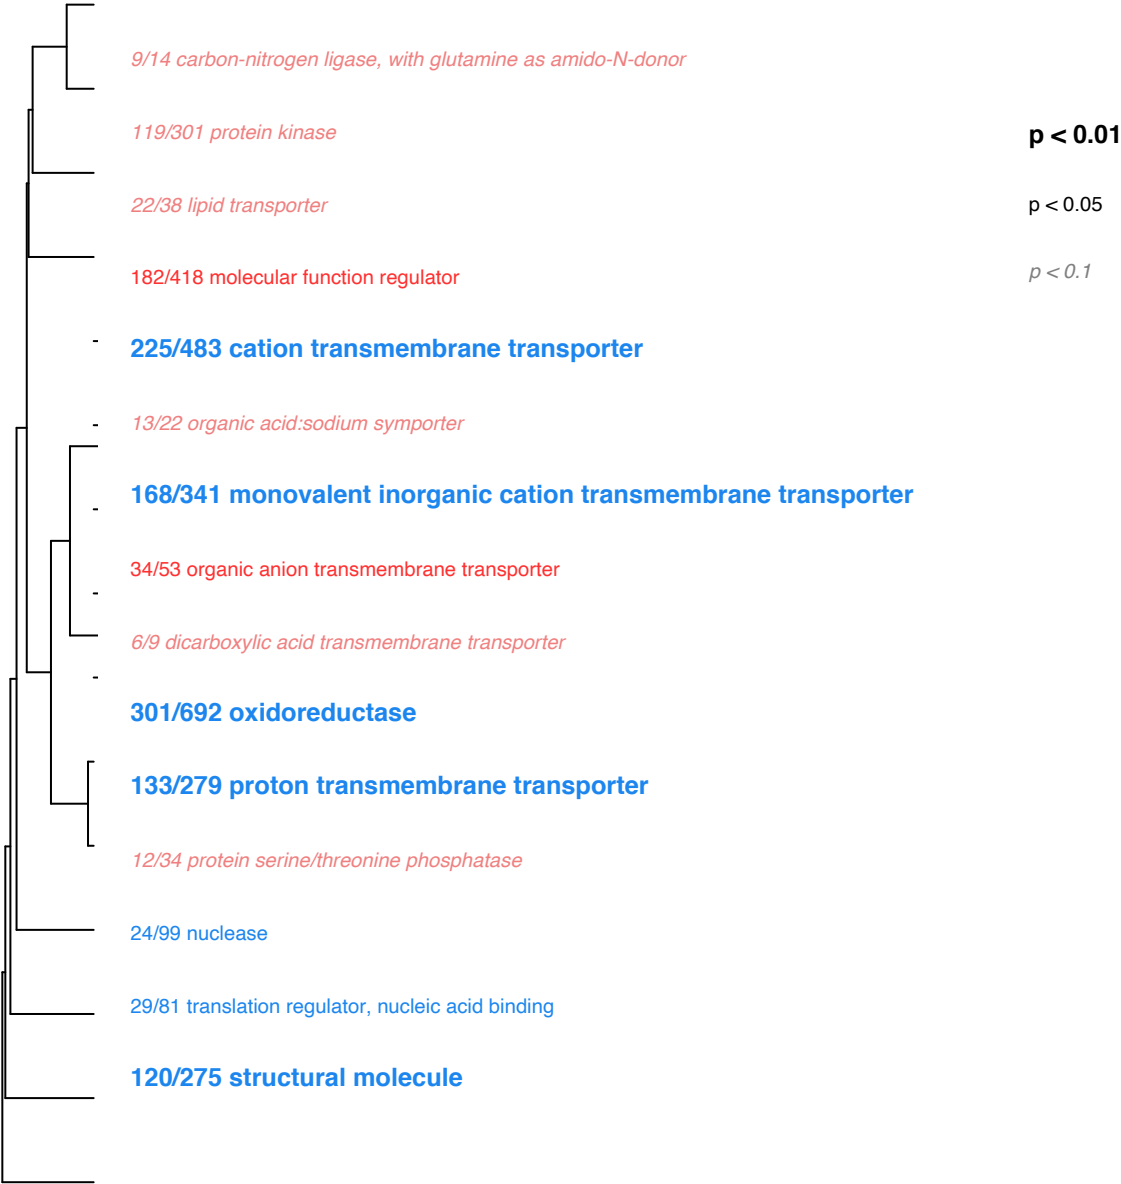 9/14 carbon-nitrogen ligase, with glutamine as amido-N-donor
119/301 protein kinase
p < 0.01
22/38 lipid transporter
p < 0.05
182/418 molecular function regulator
p < 0.1
225/483 cation transmembrane transporter
13/22 organic acid:sodium symporter
168/341 monovalent inorganic cation transmembrane transporter
34/53 organic anion transmembrane transporter
6/9 dicarboxylic acid transmembrane transporter
301/692 oxidoreductase
133/279 proton transmembrane transporter
12/34 protein serine/threonine phosphatase
24/99 nuclease
29/81 translation regulator, nucleic acid binding
120/275 structural molecule